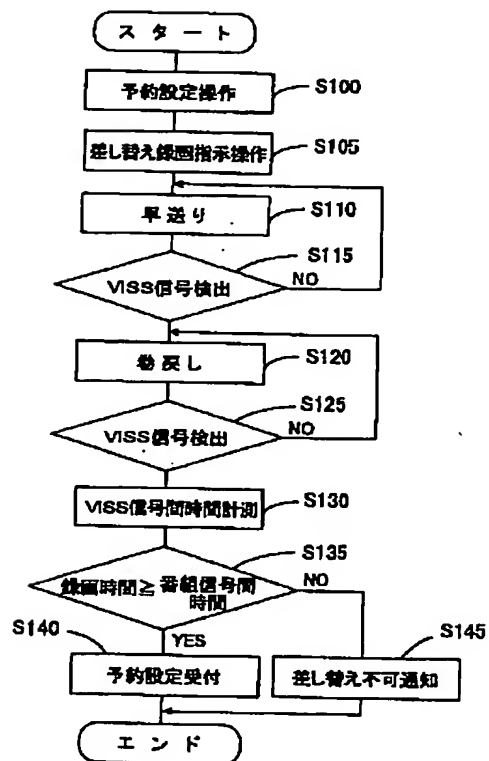 スタート
予約設定操作
S100
差し替え録画指示操作
S105
早送り
S110
VISS信号検出
S115
NO
巻戻し
S120
VISS信号検出
S125
NO
VISS信号間時間計測
S130
録画時間≧番組信号間
時間
S135
NO
S140
YES
予約設定受付
S145
差し替え不可通知
エンド